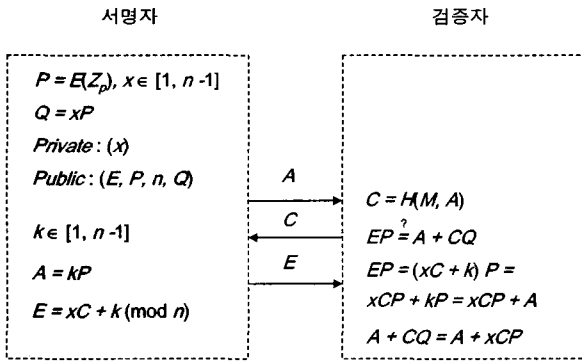 서명자
검증자
P = E(Z_p), x ∈ [1, n -1]
Q = xP
Private : (x)
Public : (E, P, n, Q)
k ∈ [1, n -1]
A = kP
E = xC + k (mod n)
A
C
E
C = H(M, A)
EP ≟ A + CQ
EP = (xC + k) P =
xCP + kP = xCP + A
A + CQ = A + xCP